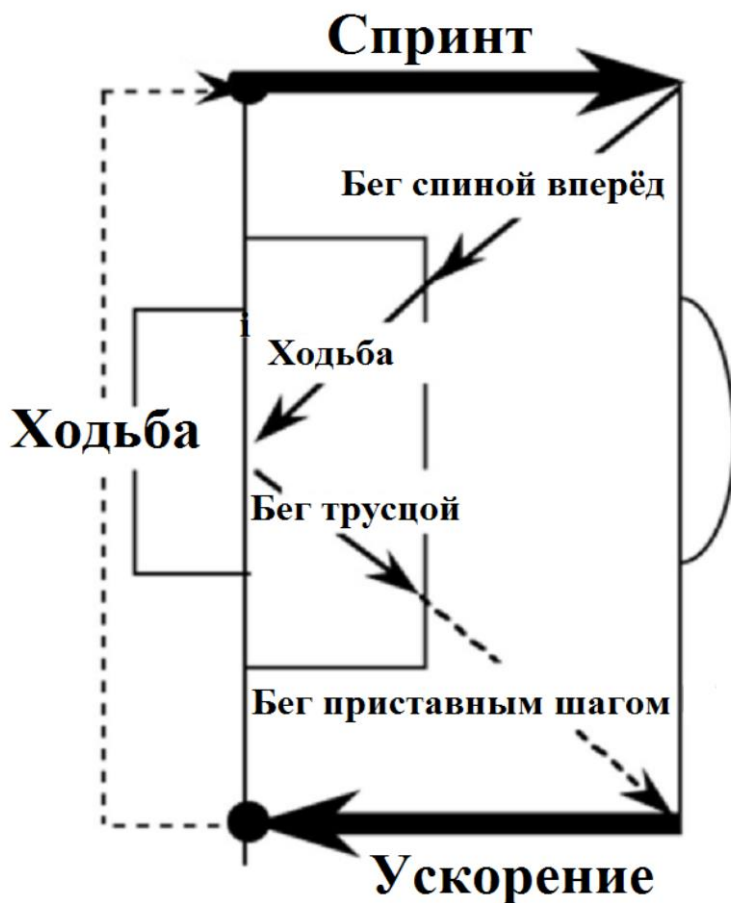 Спринт
Бег спиной вперёд
i
Ходьба
Ходьба
Бег трусцой
Бег приставным шагом
Ускорение